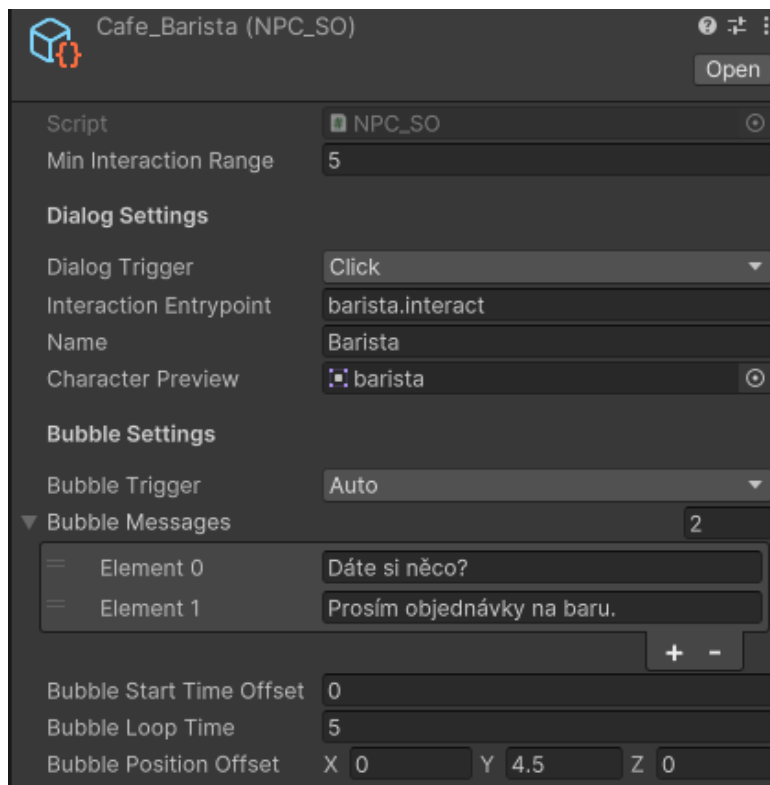 Cafe_Barista (NPC_SO)
Open
Script NPC_SO
Min Interaction Range 5
Dialog Settings
Dialog Trigger Click
Interaction Entrypoint barista.interact
Name Barista
Character Preview barista
Bubble Settings
Bubble Trigger Auto
Bubble Messages 2
Element 0 Dáte si něco?
Element 1 Prosím objednávky na baru.
+ -
Bubble Start Time Offset 0
Bubble Loop Time 5
Bubble Position Offset X 0 Y 4.5 Z 0